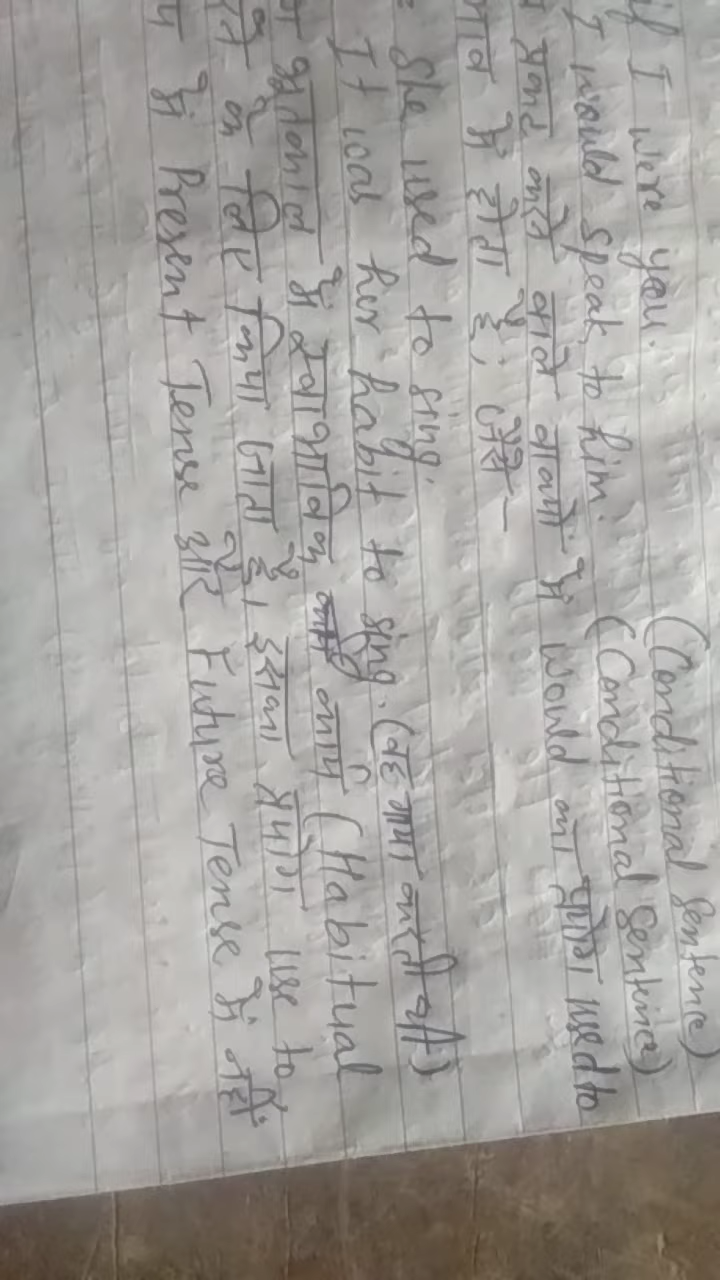 if I were you. (Conditional Sentence)
I would speak to him. (Conditional Sentence)
प्रकट करने वाले वाक्यों में would का प्रयोग used to
में होता है; जैसे –
She used to sing.
It was her habit to sing. (वह गाया करती थी)
में स्वाभाविक कार्य (Habitual
के लिए किया जाता है। इसका प्रयोग use to
में Present Tense और Future Tense में नहीं